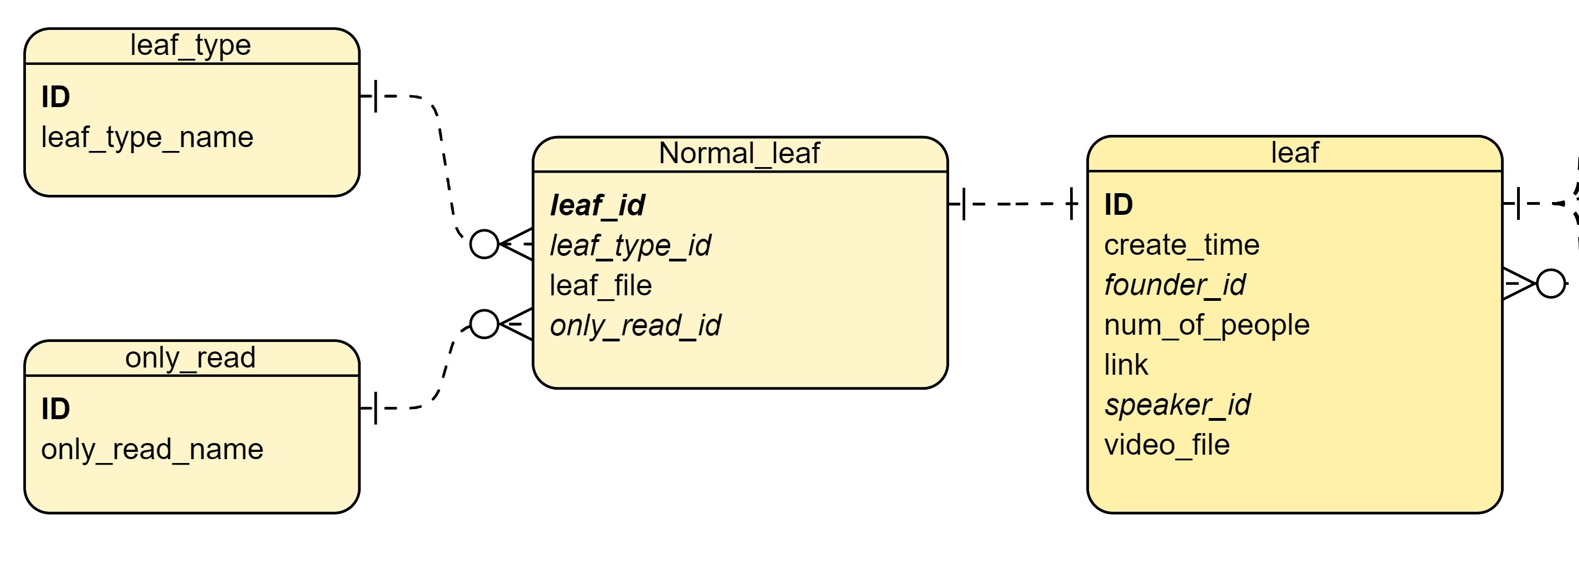 leaf_type
ID
leaf_type_name
only_read
ID
only_read_name
Normal_leaf
leaf_id
leaf_type_id
leaf_file
only_read_id
leaf
ID
create_time
founder_id
num_of_people
link
speaker_id
video_file